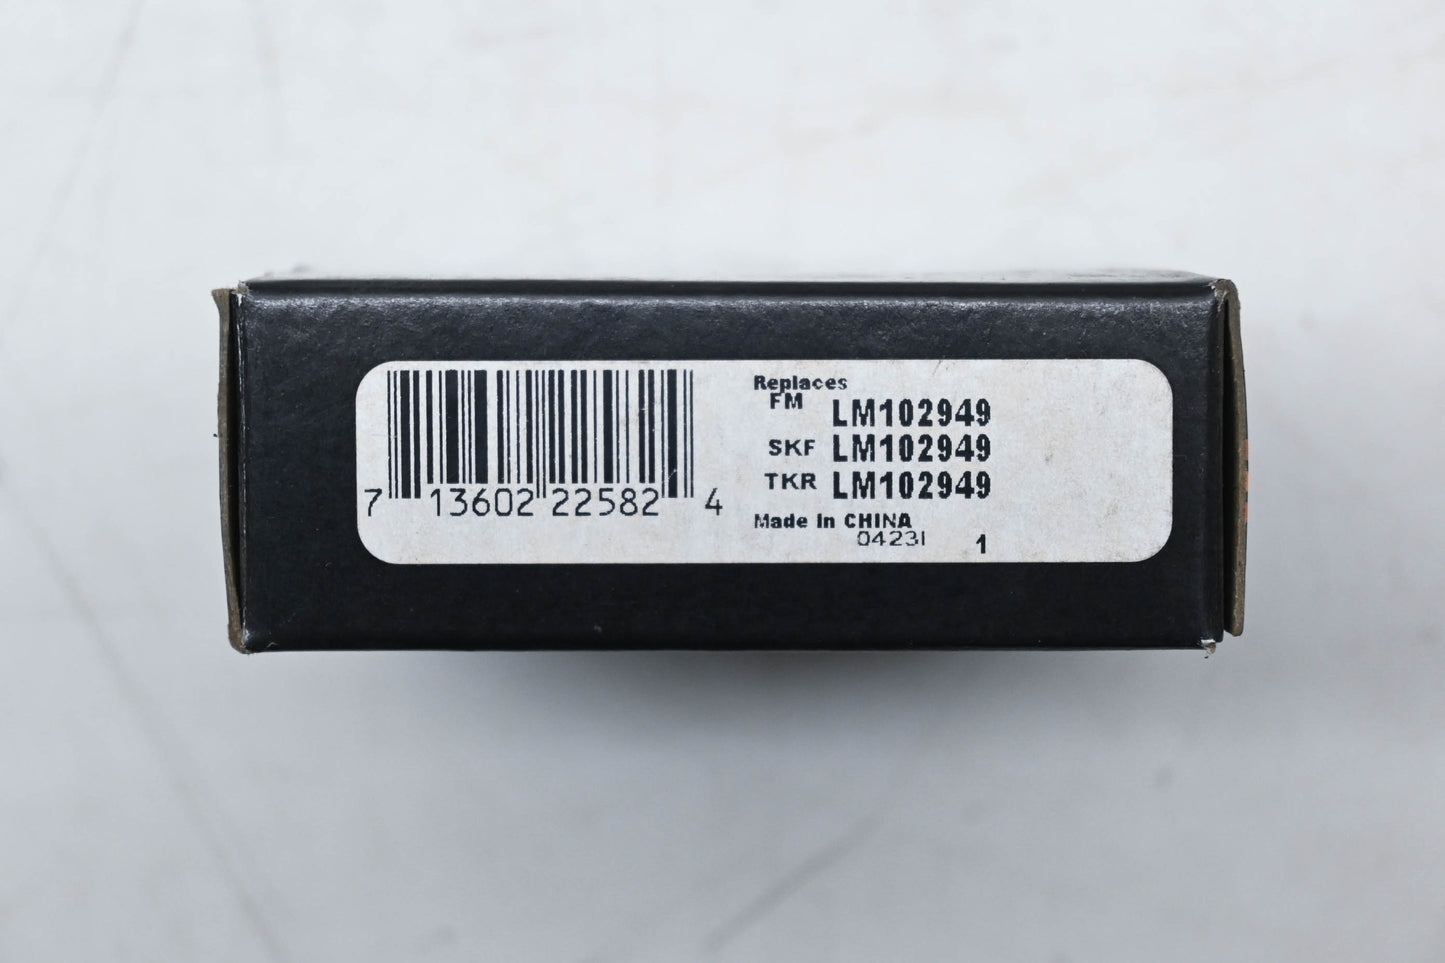 7 13602 22582 4
Replaces
FM LM102949
SKF LM102949
TKR LM102949
Made In CHINA
04231 1